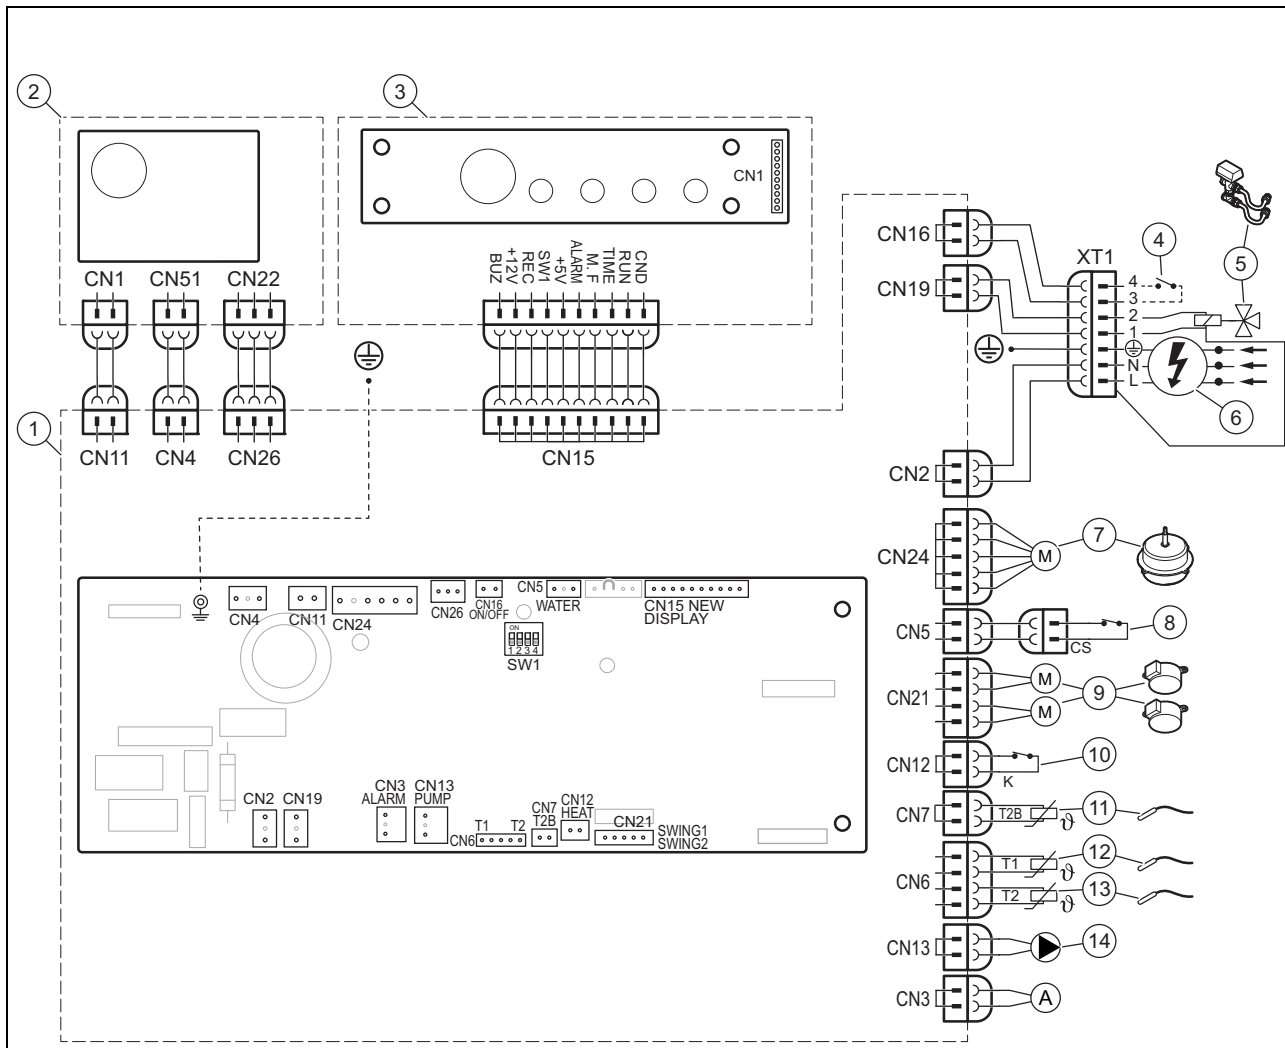 2
3
CN1
CN1
CN51
CN22
BUZ
+12V
REC
SW1
+5V
ALARM
M. F
TIME
RUN
CND
CN16
CN19
XT1
4
5
4
3
2
1
N
L
6
1
CN11
CN4
CN26
CN15
CN2
CN24
M
7
CN5
CS
8
CN21
M
M
9
CN12
K
10
CN7
T2B
ϑ
11
CN6
T1
ϑ
12
T2
ϑ
13
CN13
14
CN3
A
CN4
CN11
CN24
CN26
CN16
ON/OFF
CN5
WATER
CN15 NEW
DISPLAY
ON
1 2 3 4
SW1
CN2
CN19
CN3
ALARM
CN13
PUMP
CN6
T1
T2
CN7
T2B
CN12
HEAT
CN21
SWING1
SWING2